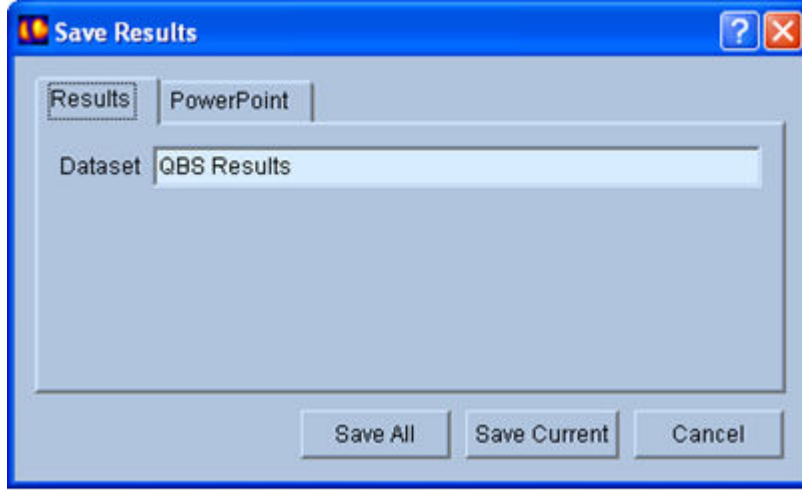 Save Results
Results PowerPoint
Dataset QBS Results
Save All Save Current Cancel